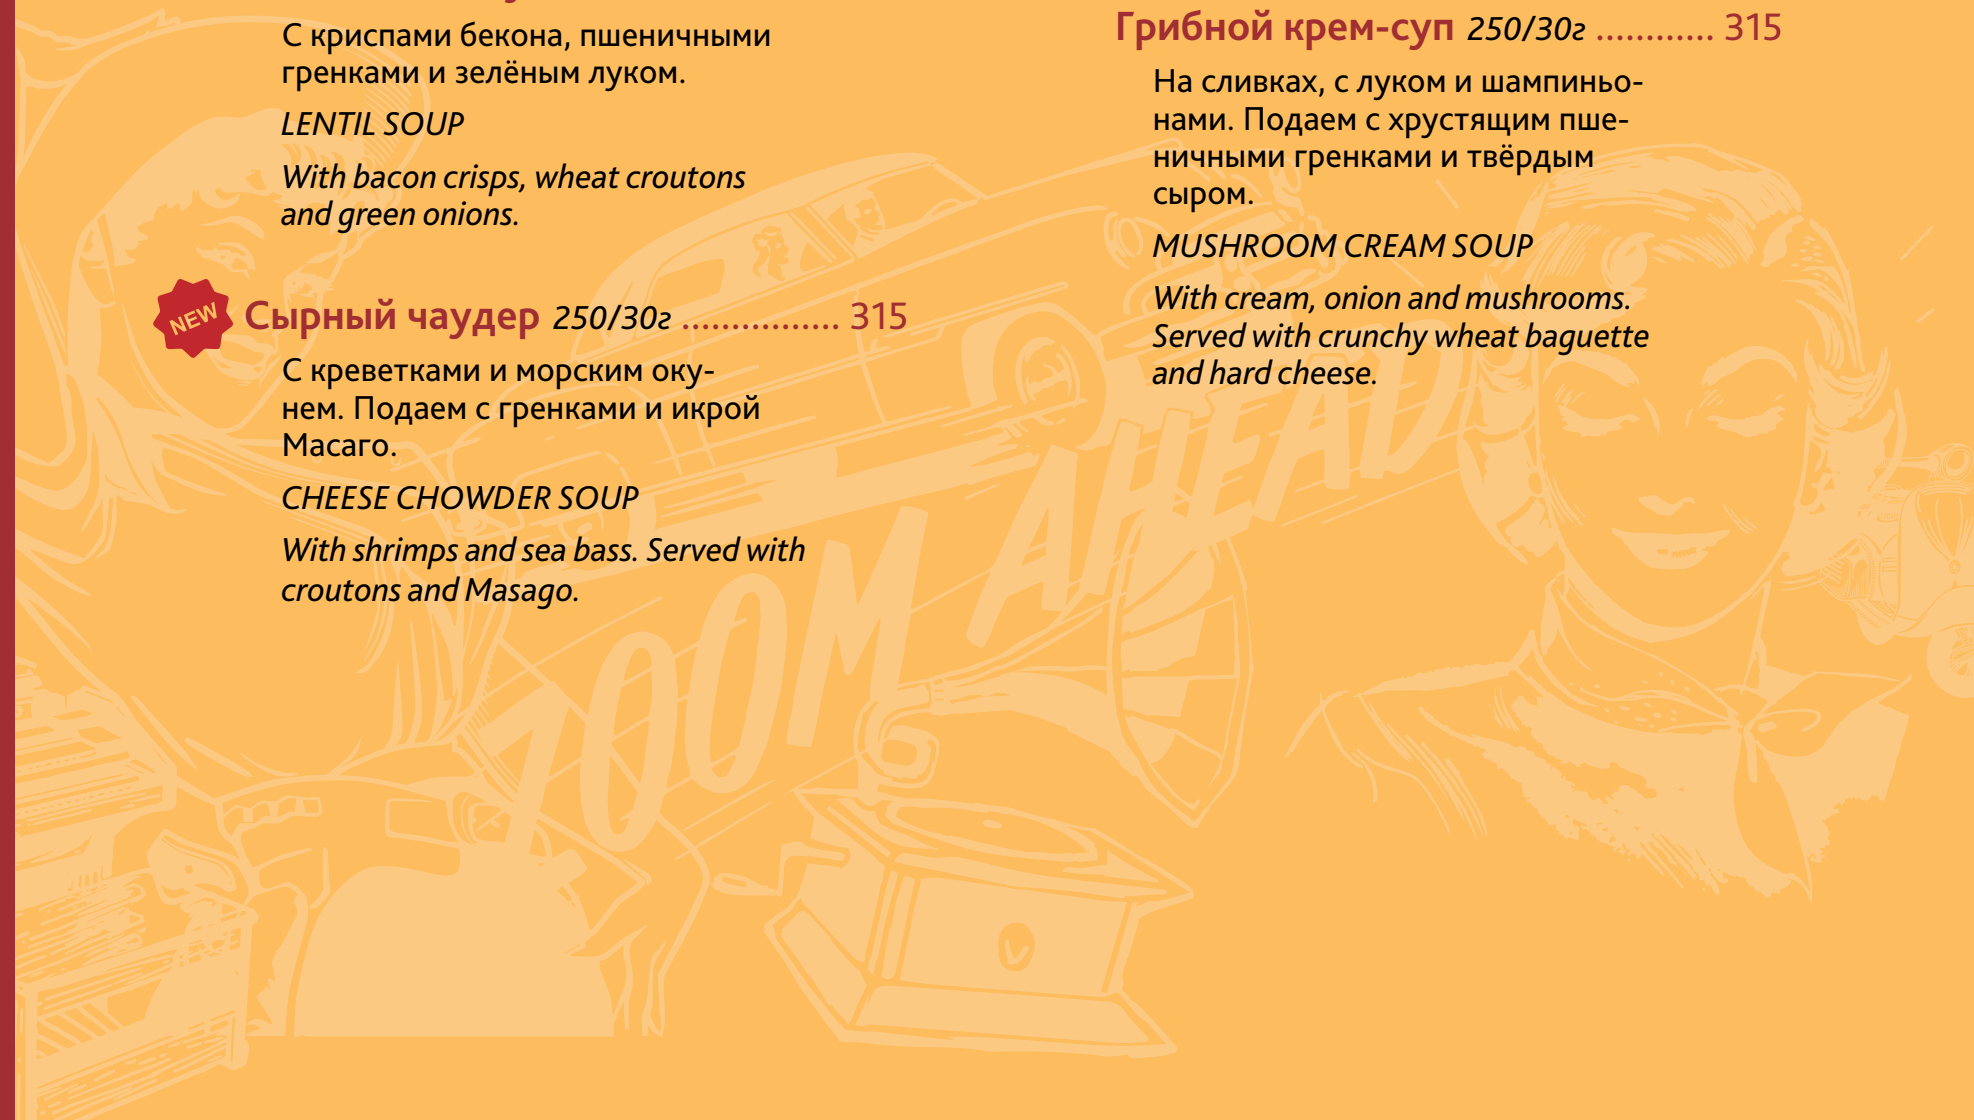 С криспами бекона, пшеничными
гренками и зелёным луком.
LENTIL SOUP
With bacon crisps, wheat croutons
and green onions.
NEW
Сырный чаудер 250/30г ................ 315
С креветками и морским оку-
нем. Подаем с гренками и икрой
Масаго.
CHEESE CHOWDER SOUP
With shrimps and sea bass. Served with
croutons and Masago.
Грибной крем-суп 250/30г ............ 315
На сливках, с луком и шампиньо-
нами. Подаем с хрустящим пше-
ничными гренками и твёрдым
сыром.
MUSHROOM CREAM SOUP
With cream, onion and mushrooms.
Served with crunchy wheat baguette
and hard cheese.
ZOOM AHEAD